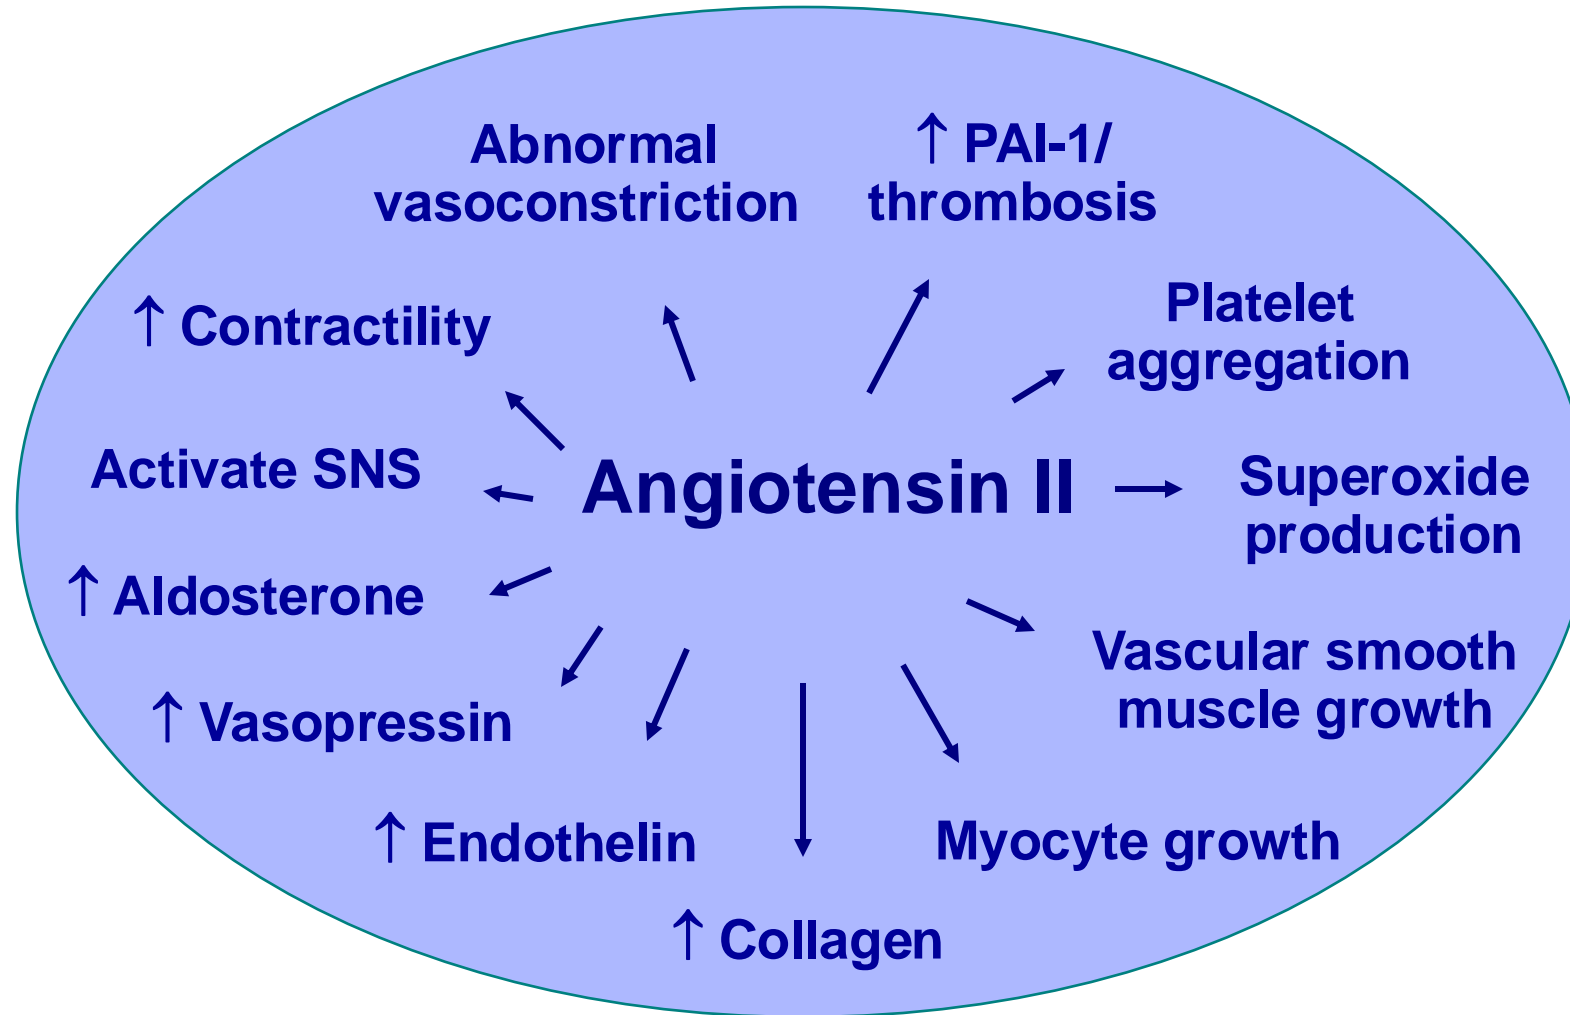 Abnormal
vasoconstriction
↑ PAI-1/
thrombosis
↑ Contractility
Platelet
aggregation
Activate SNS
Angiotensin II
Superoxide
production
↑ Aldosterone
Vascular smooth
muscle growth
↑ Vasopressin
↑ Endothelin
Myocyte growth
↑ Collagen